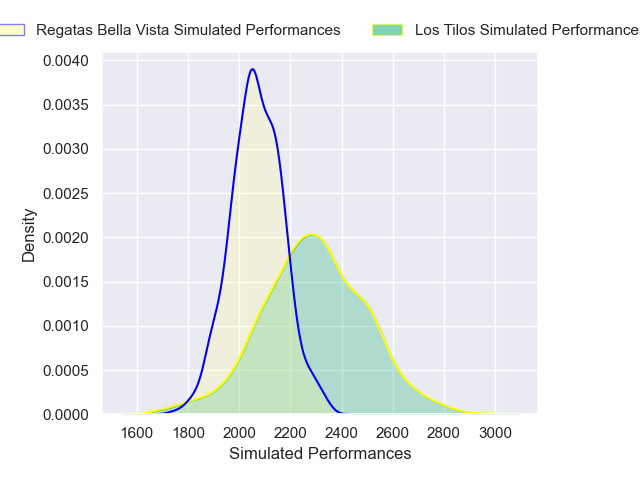 Regatas Bella Vista Simulated Performances
Los Tilos Simulated Performances
0.0040
0.0035
0.0030
0.0025
0.0020
0.0015
0.0010
0.0005
0.0000
Density
1600 1800 2000 2200 2400 2600 2800 3000
Simulated Performances